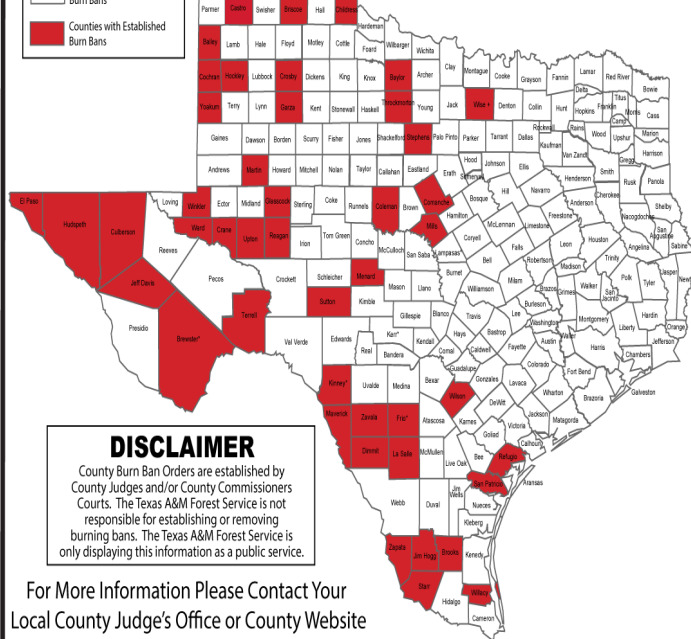 Burn Bans
Counties with Established
Burn Bans
Parmer Castro Swisher Briscoe Hall Childress
Hardeman
Bailey Lamb Hale Floyd Motley Cottle Foard Wilbarger Wichita
Clay Montague Cooke Grayson Fannin Lamar Red River Bowie
Cochran Hockley Lubbock Crosby Dickens King Knox Baylor Archer
Delta Titus Hopkins Franklin Morris Cass
Yoakum Terry Lynn Garza Kent Stonewall Haskell Throckmorton Young Jack Wise + Denton Collin Hunt Camp
Rockwall Rains Wood Upshur Marion
Gaines Dawson Borden Scurry Fisher Jones Shackelford Stephens Palo Pinto Parker Tarrant Dallas Kaufman Van Zandt Gregg Harrison
Andrews Martin Howard Mitchell Nolan Taylor Callahan Eastland Erath Hood Somervell Johnson Ellis Henderson Smith Rusk Panola
El Paso Hudspeth Culberson Loving Winkler Ector Midland Glasscock Sterling Coke Runnels Coleman Brown Comanche Bosque Hill Navarro Anderson Cherokee Nacogdoches Shelby
Hamilton McLennan Limestone Freestone San Augustine Sabine
Reeves Ward Crane Upton Reagan Irion Tom Green Concho McCulloch San Saba Mills Lampasas* Coryell Falls Leon Houston Angelina
Bell Robertson Madison Trinity
Jeff Davis Pecos Crockett Schleicher Menard Mason Llano Burnet Williamson Milam Brazos Grimes Walker San Jacinto Polk Tyler Jasper Newt
Presidio Brewster* Terrell Sutton Kimble Gillespie Blanco Travis Lee Burleson Washington Montgomery Liberty Hardin Orange
Val Verde Edwards Real Kerr* Kendall Hays Bastrop Austin Waller Harris Jefferson
Bandera Comal Caldwell Fayette Chambers
Guadalupe Colorado Fort Bend
Kinney* Uvalde Medina Bexar Gonzales Lavaca Wharton Brazoria Galveston
Wilson DeWitt
Maverick Zavala Frio* Atascosa Karnes Victoria Jackson Matagorda
Goliad Calhoun
Dimmit La Salle McMullen Live Oak Bee Refugio
San Patricio Aransas
Webb Duval Jim Wells Nueces
Kleberg
Zapata Jim Hogg Brooks Kenedy
Starr Hidalgo Willacy
Cameron
DISCLAIMER
County Burn Ban Orders are established by
County Judges and/or County Commissioners
Courts. The Texas A&M Forest Service is not
responsible for establishing or removing
burning bans. The Texas A&M Forest Service is
only displaying this information as a public service.
For More Information Please Contact Your
Local County Judge's Office or County Website